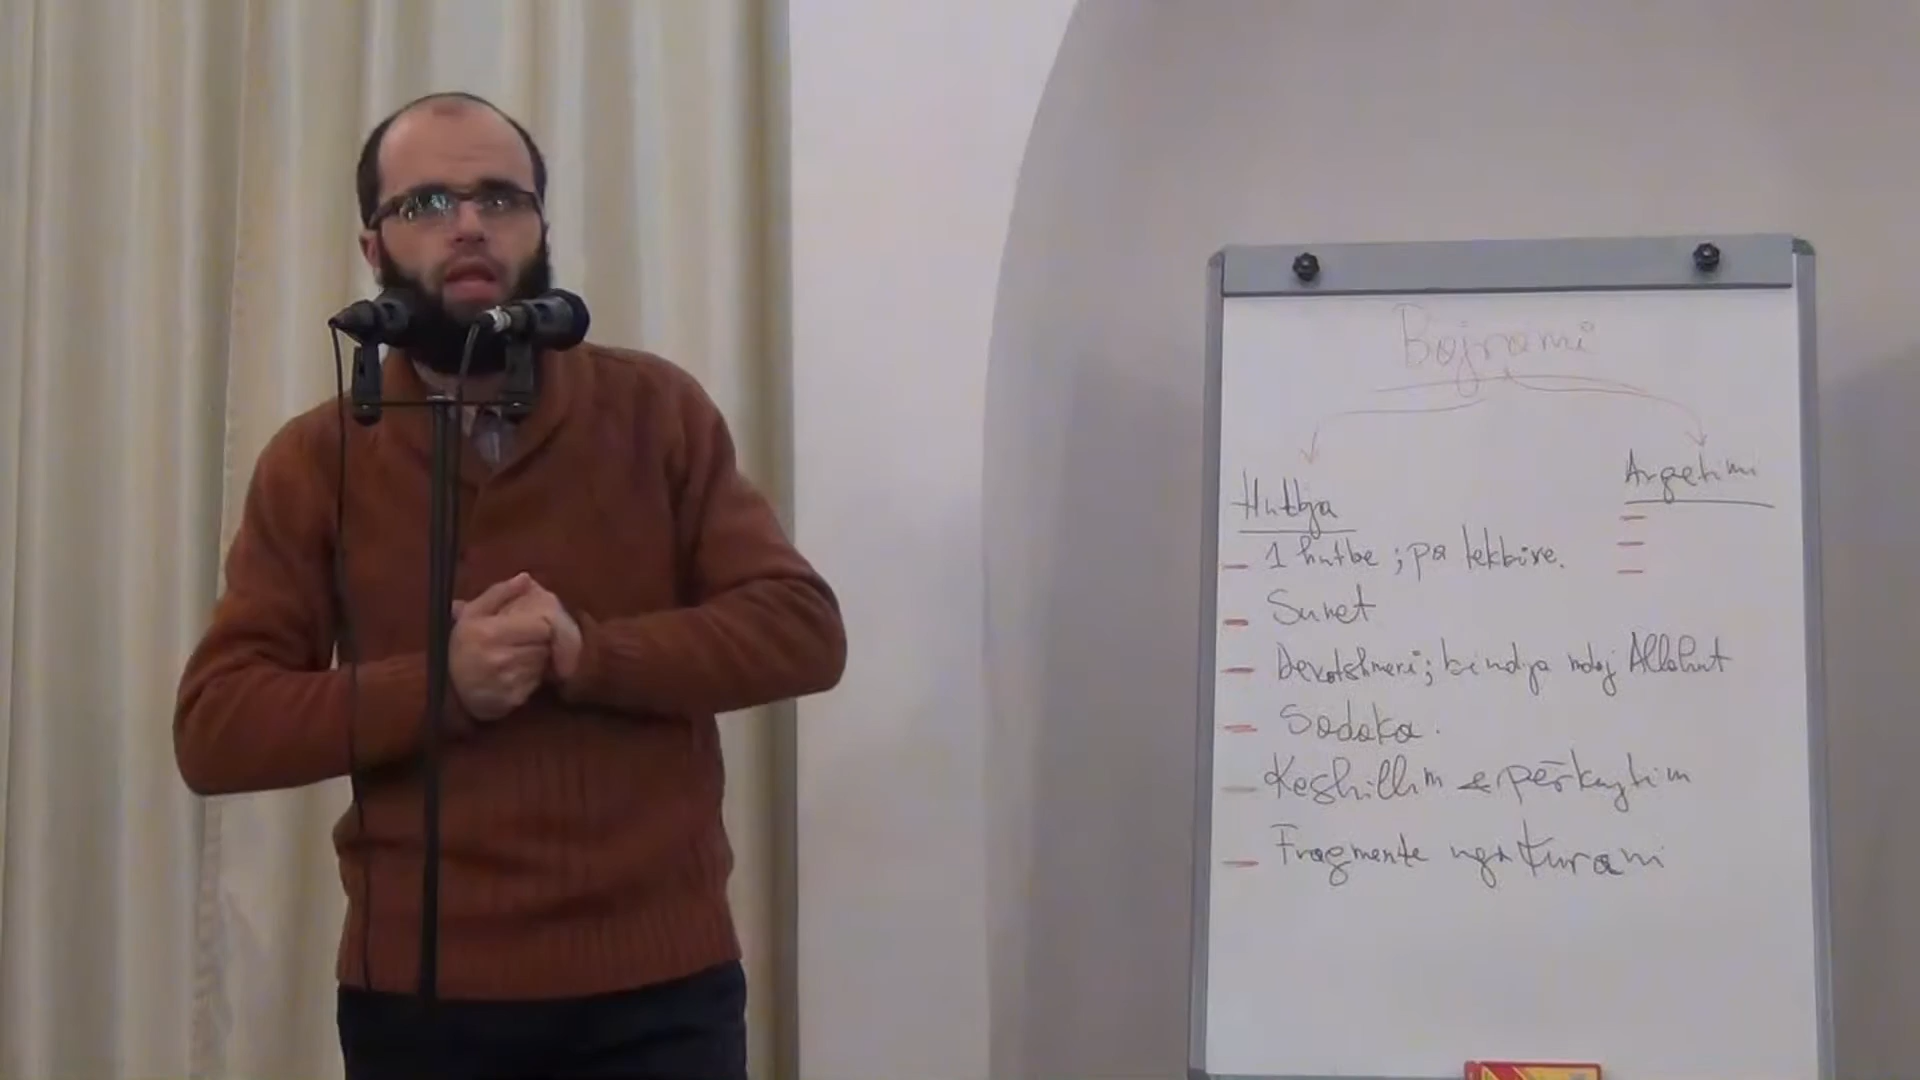 Bajrami
Hutbja
Argetimi
1 hutbe ; pa tekbire.
Sunet
Devotshmeri ; bindja ndaj Allahut
Sadaka.
Keshillim e përkujtim
Fragmente nga Kurani